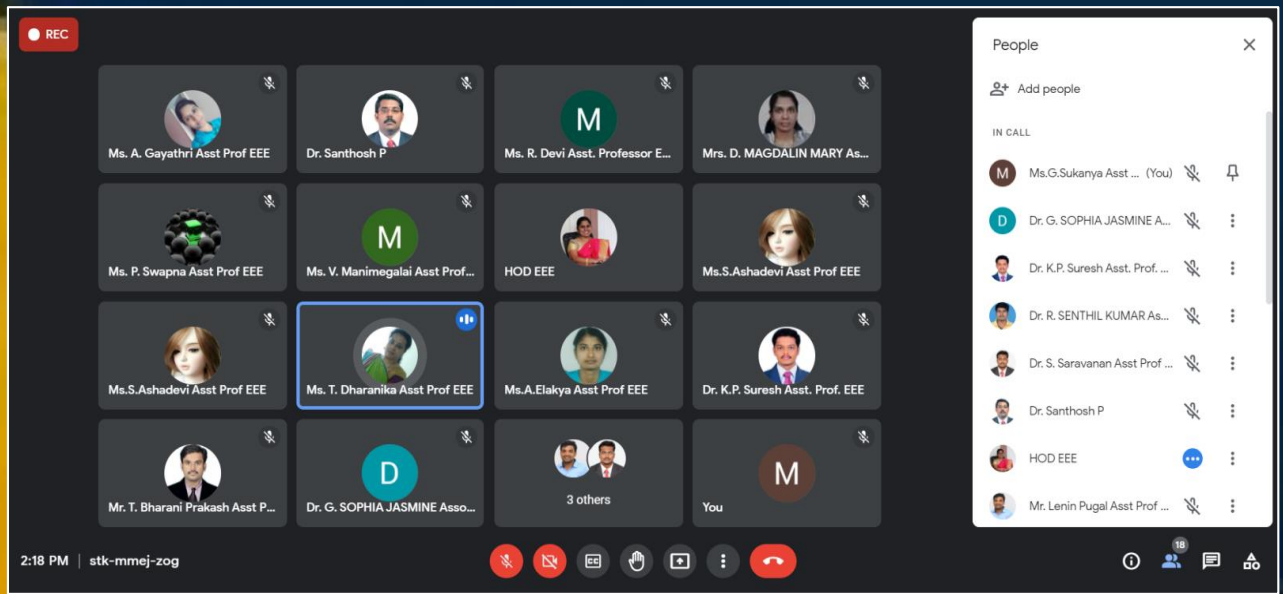 REC
Ms. A. Gayathri Asst Prof EEE
Dr. Santhosh P
M
Ms. R. Devi Asst. Professor E...
Mrs. D. MAGDALIN MARY As...
Ms. P. Swapna Asst Prof EEE
M
Ms. V. Manimegalai Asst Prof...
HOD EEE
Ms.S.Ashadevi Asst Prof EEE
Ms.S.Ashadevi Asst Prof EEE
Ms. T. Dharanika Asst Prof EEE
Ms.A.Elakya Asst Prof EEE
Dr. K.P. Suresh Asst. Prof. EEE
Mr. T. Bharani Prakash Asst P...
D
Dr. G. SOPHIA JASMINE Asso...
3 others
M
You
2:18 PM | stk-mmej-zog
CC
18
People
Add people
IN CALL
M Ms.G.Sukanya Asst ... (You)
D Dr. G. SOPHIA JASMINE A...
Dr. K.P. Suresh Asst. Prof. ...
Dr. R. SENTHIL KUMAR As...
Dr. S. Saravanan Asst Prof ...
Dr. Santhosh P
HOD EEE
Mr. Lenin Pugal Asst Prof ...